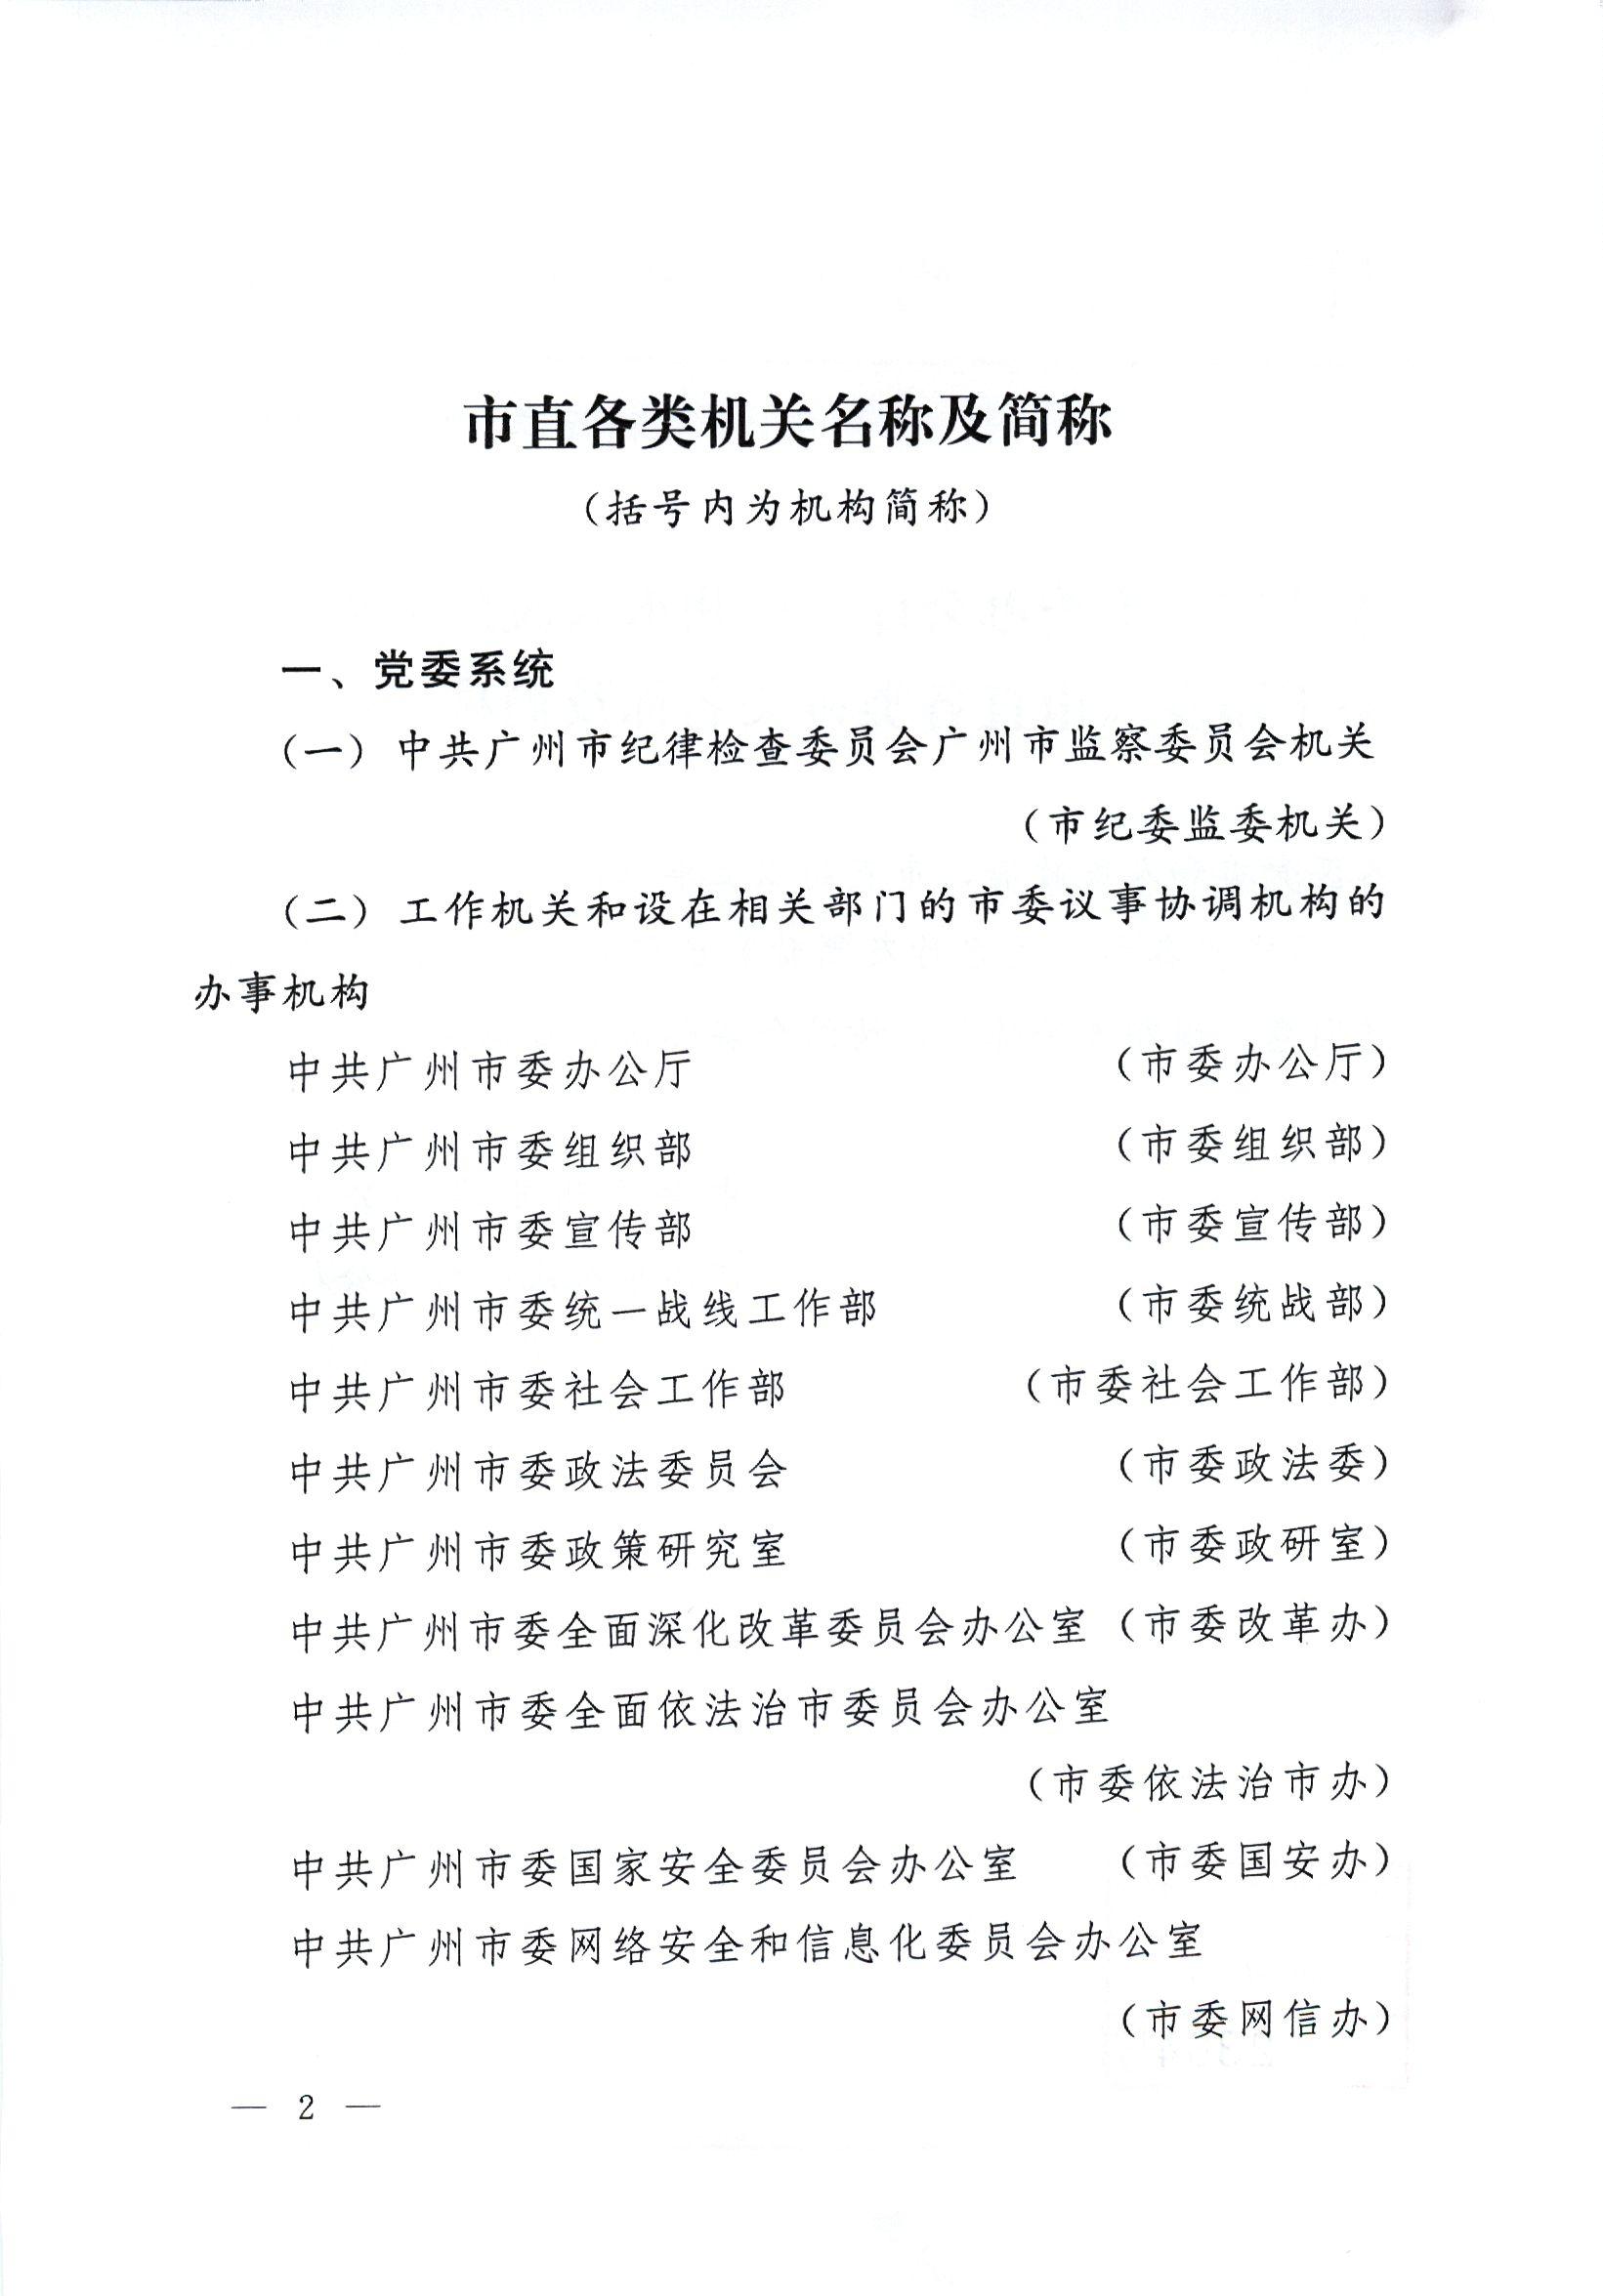 市直各类机关名称及简称
（括号内为机构简称）
一、党委系统
（一）中共广州市纪律检查委员会广州市监察委员会机关
（市纪委监委机关）
（二）工作机关和设在相关部门的市委议事协调机构的
办事机构
中共广州市委办公厅（市委办公厅）
中共广州市委组织部（市委组织部）
中共广州市委宣传部（市委宣传部）
中共广州市委统一战线工作部（市委统战部）
中共广州市委社会工作部（市委社会工作部）
中共广州市委政法委员会（市委政法委）
中共广州市委政策研究室（市委政研室）
中共广州市委全面深化改革委员会办公室（市委改革办）
中共广州市委全面依法治市委员会办公室
（市委依法治市办）
中共广州市委国家安全委员会办公室（市委国安办）
中共广州市委网络安全和信息化委员会办公室
（市委网信办）
— 2 —